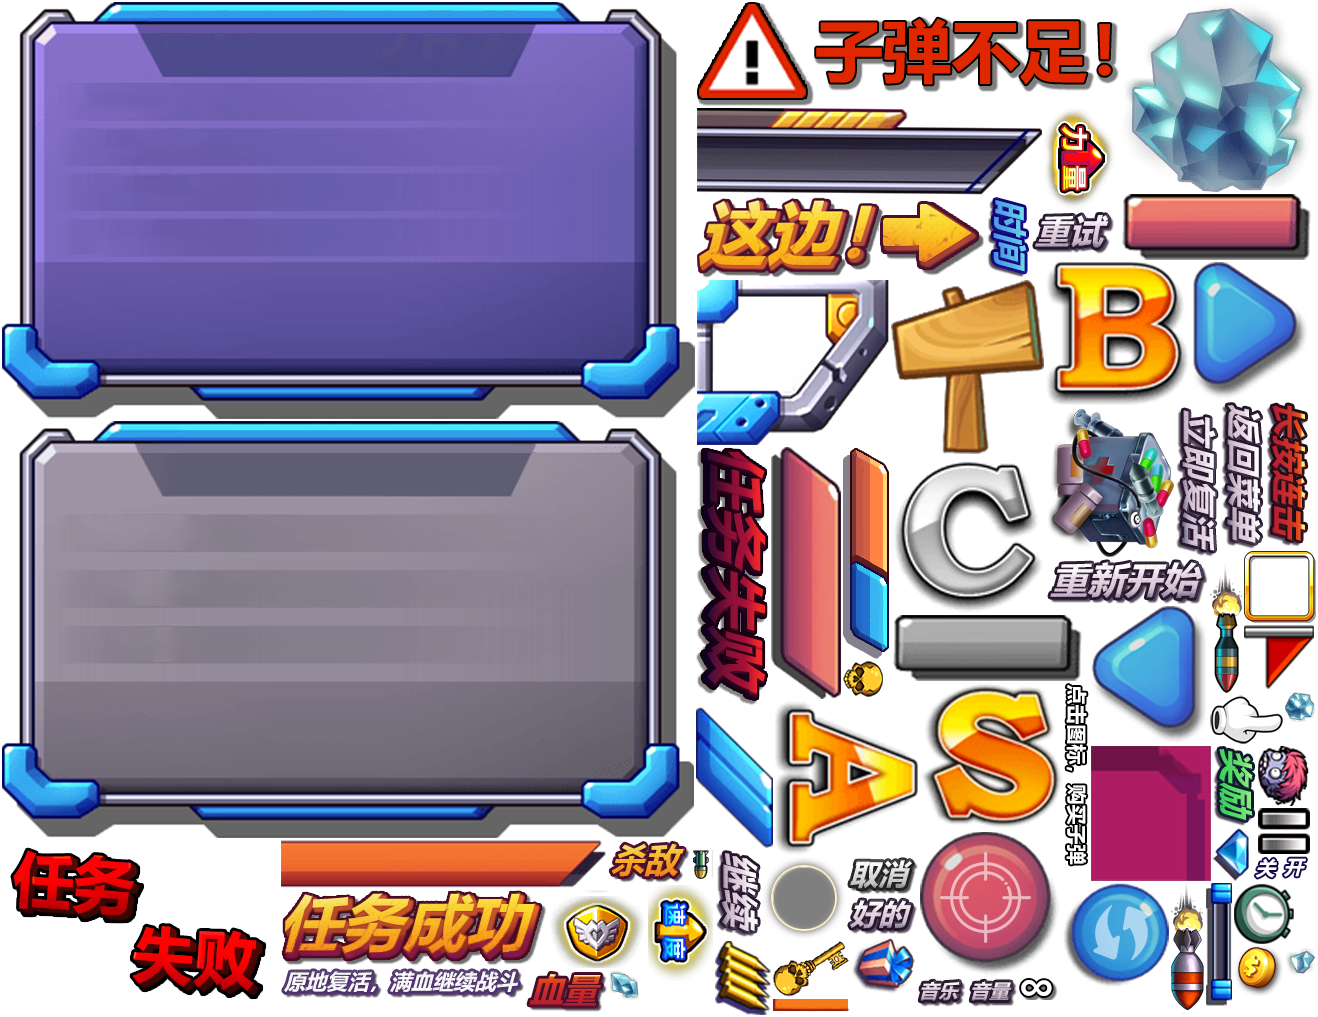 子弹不足!
力量
这边!
时间
重试
B
长按连击
返回菜单
立即复活
任务失败
C
重新开始
A
S
点击图标，购买子弹
奖励
关 开
任务
失败
杀敌
继续
取消
好的
任务成功
速度
原地复活，满血继续战斗
血量
音乐 音量 ∞